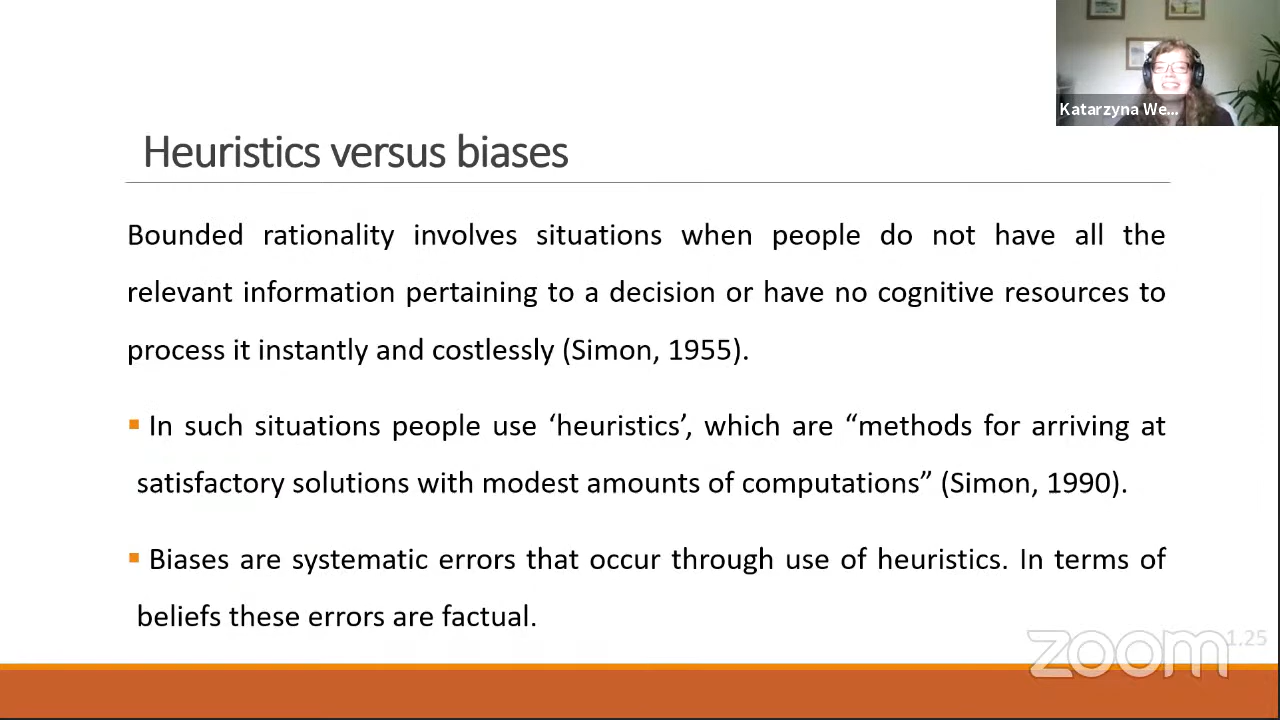 Katarzyna We...
Heuristics versus biases
Bounded rationality involves situations when people do not have all the
relevant information pertaining to a decision or have no cognitive resources to
process it instantly and costlessly (Simon, 1955).
▪ In such situations people use ‘heuristics’, which are “methods for arriving at
satisfactory solutions with modest amounts of computations” (Simon, 1990).
▪ Biases are systematic errors that occur through use of heuristics. In terms of
beliefs these errors are factual.
zoom
1.25